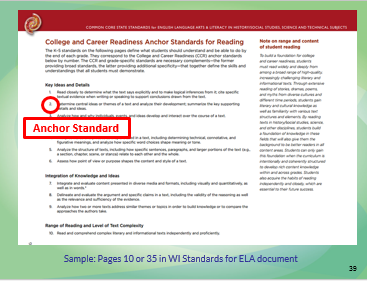 COMMON CORE STATE STANDARDS for ENGLISH LANGUAGE ARTS & LITERACY IN HISTORY/SOCIAL STUDIES, SCIENCE, AND TECHNICAL SUBJECTS
College and Career Readiness Anchor Standards for Reading
The K-5 standards on the following pages define what students should understand and be able to do by the
end of each grade. They correspond to the College and Career Readiness (CCR) anchor standards
below by number. The CCR and grade-specific standards are necessary complements—the former
providing broad standards, the latter providing additional specificity—that together define the skills and
understandings that all students must demonstrate.
Key Ideas and Details
1. Read closely to determine what the text says explicitly and to make logical inferences from it; cite specific
textual evidence when writing or speaking to support conclusions drawn from the text.
2. Determine central ideas or themes of a text and analyze their development; summarize the key supporting
details and ideas.
Analyze how and why individuals, events, and ideas develop and interact over the course of a text.
Anchor Standard
in a text, including determining technical, connotative, and
figurative meanings, and analyze how specific word choices shape meaning or tone.
5. Analyze the structure of texts, including how specific sentences, paragraphs, and larger portions of the text (e.g.,
a section, chapter, scene, or stanza) relate to each other and the whole.
6. Assess how point of view or purpose shapes the content and style of a text.
Integration of Knowledge and Ideas
7. Integrate and evaluate content presented in diverse media and formats, including visually and quantitatively, as
well as in words.*
8. Delineate and evaluate the argument and specific claims in a text, including the validity of the reasoning as well
as the relevance and sufficiency of the evidence.
9. Analyze how two or more texts address similar themes or topics in order to build knowledge or to compare the
approaches the authors take.
Range of Reading and Level of Text Complexity
10. Read and comprehend complex literary and informational texts independently and proficiently.
Note on range and content
of student reading
To build a foundation for college
and career readiness, students
must read widely and deeply from
among a broad range of high-quality,
increasingly challenging literary and
informational texts. Through extensive
reading of stories, dramas, poems,
and myths from diverse cultures and
different time periods, students gain
literary and cultural knowledge as
well as familiarity with various text
structures and elements. By reading
texts in history/social studies, science,
and other disciplines, students build
a foundation of knowledge in these
fields that will also give them the
background to be better readers in all
content areas. Students can only gain
this foundation when the curriculum is
intentionally and coherently structured
to develop rich content knowledge
within and across grades. Students
also acquire the habits of reading
independently and closely, which are
essential to their future success.
Sample: Pages 10 or 35 in WI Standards for ELA document
39